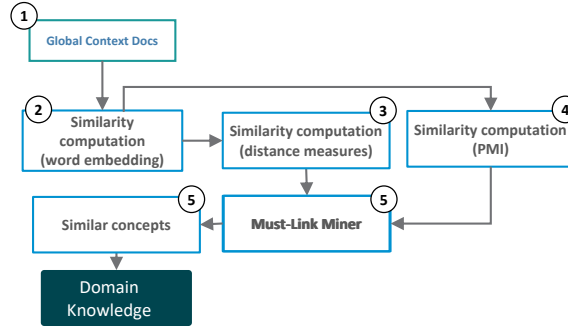 1
Global Context Docs
2
Similarity
computation
(word embedding)
3
Similarity computation
(distance measures)
4
Similarity computation
(PMI)
5
Similar concepts
5
Must-Link Miner
Domain
Knowledge